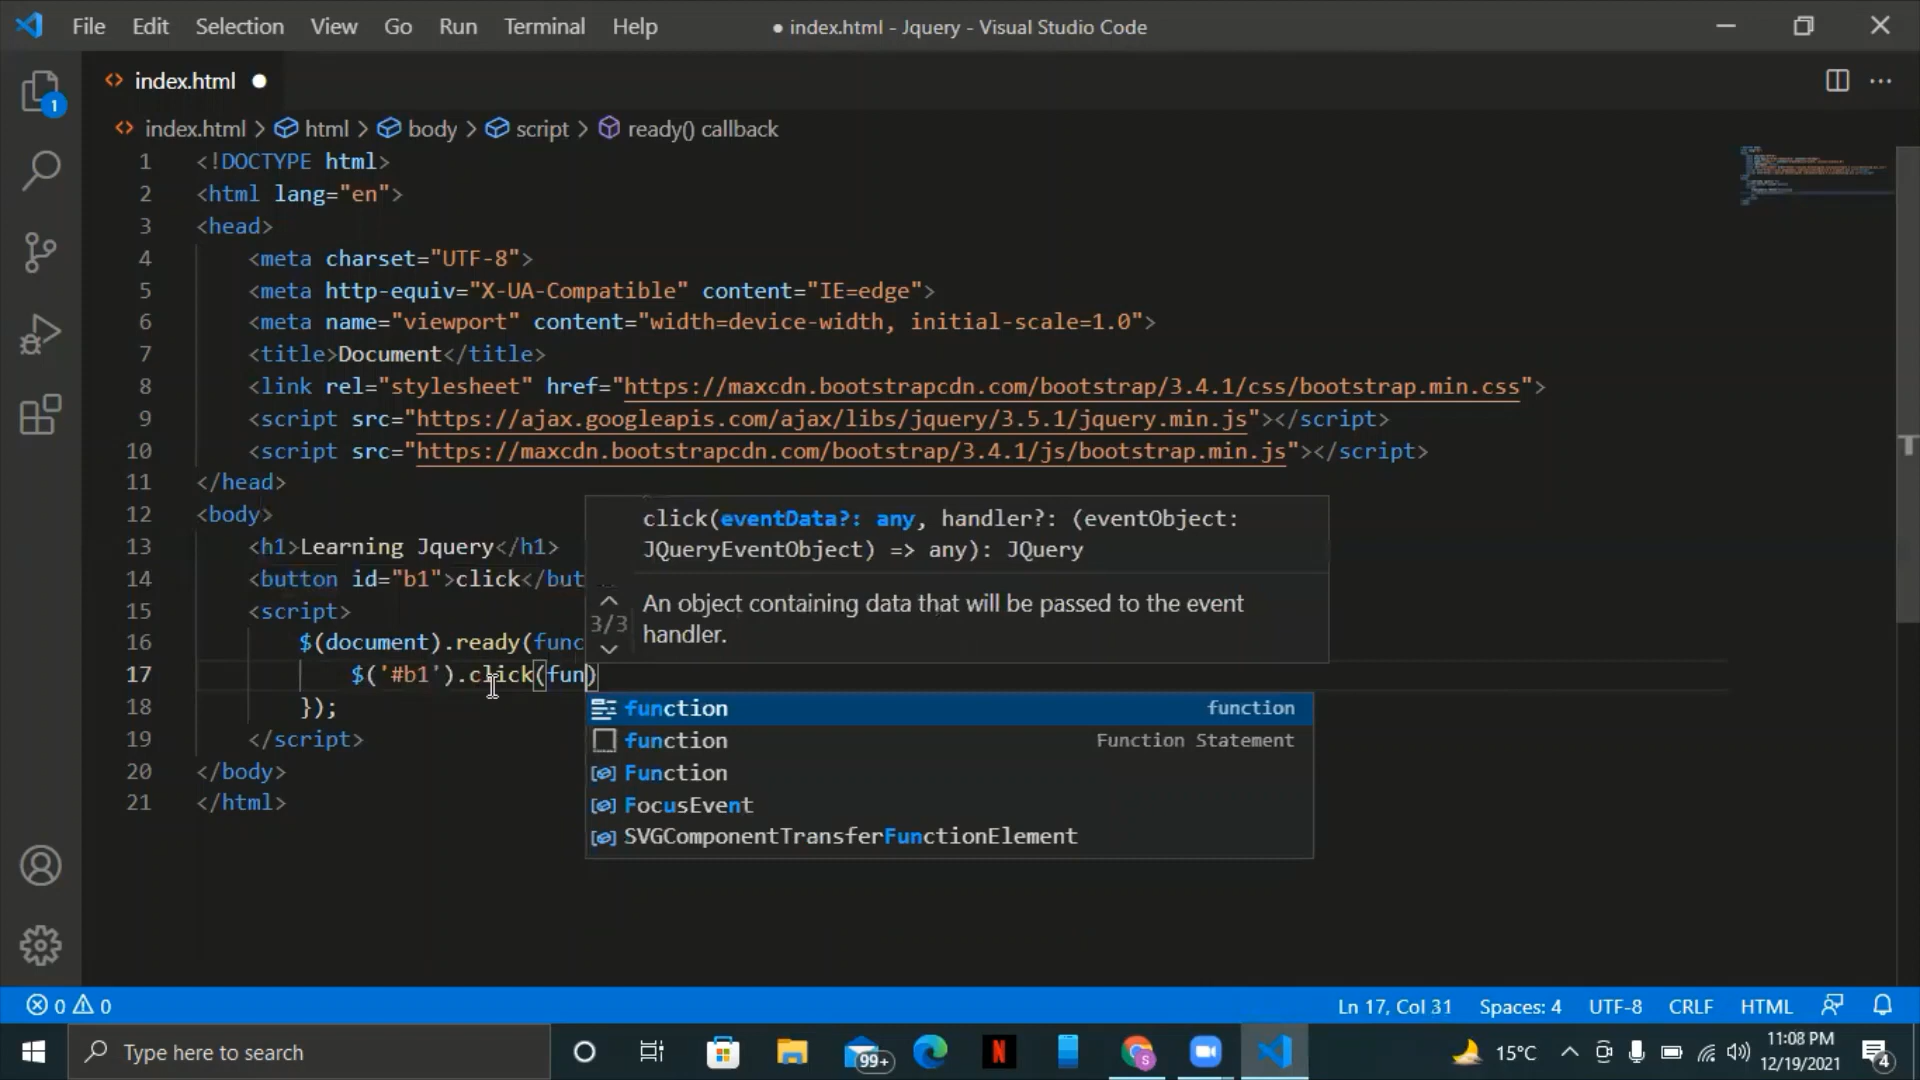 File Edit Selection View Go Run Terminal Help ● index.html - Jquery - Visual Studio Code
index.html ●
1
index.html > html > body > script > ready() callback
1 <!DOCTYPE html>
2 <html lang="en">
3 <head>
4 <meta charset="UTF-8">
5 <meta http-equiv="X-UA-Compatible" content="IE=edge">
6 <meta name="viewport" content="width=device-width, initial-scale=1.0">
7 <title>Document</title>
8 <link rel="stylesheet" href="https://maxcdn.bootstrapcdn.com/bootstrap/3.4.1/css/bootstrap.min.css">
9 <script src="https://ajax.googleapis.com/ajax/libs/jquery/3.5.1/jquery.min.js"></script>
10 <script src="https://maxcdn.bootstrapcdn.com/bootstrap/3.4.1/js/bootstrap.min.js"></script>
11 </head>
12 <body>
13 <h1>Learning Jquery</h1>
14 <button id="b1">click</but
15 <script>
16 $(document).ready(func
17 $('#b1').click(fun)
18 });
19 </script>
20 </body>
21 </html>
click(eventData?: any, handler?: (eventObject:
JQueryEventObject) => any): JQuery
3/3
An object containing data that will be passed to the event
handler.
function function
function Function Statement
Function
FocusEvent
SVGComponentTransferFunctionElement
0 0 Ln 17, Col 31 Spaces: 4 UTF-8 CRLF HTML
Type here to search 99+ N S 15°C 11:08 PM
12/19/2021 4